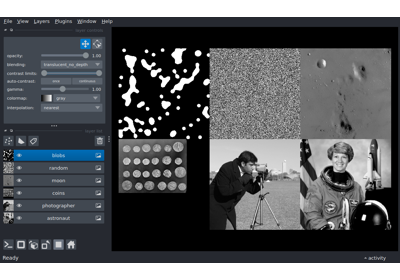 File View Plugins Window Help
opacity: 1.00
blending: translucent_no_depth
contrast limits:
auto-contrast: once continuous
gamma: 1.00
colormap: gray
interpolation: nearest
blobs
random
moon
coins
photographer
astronaut
Ready activity